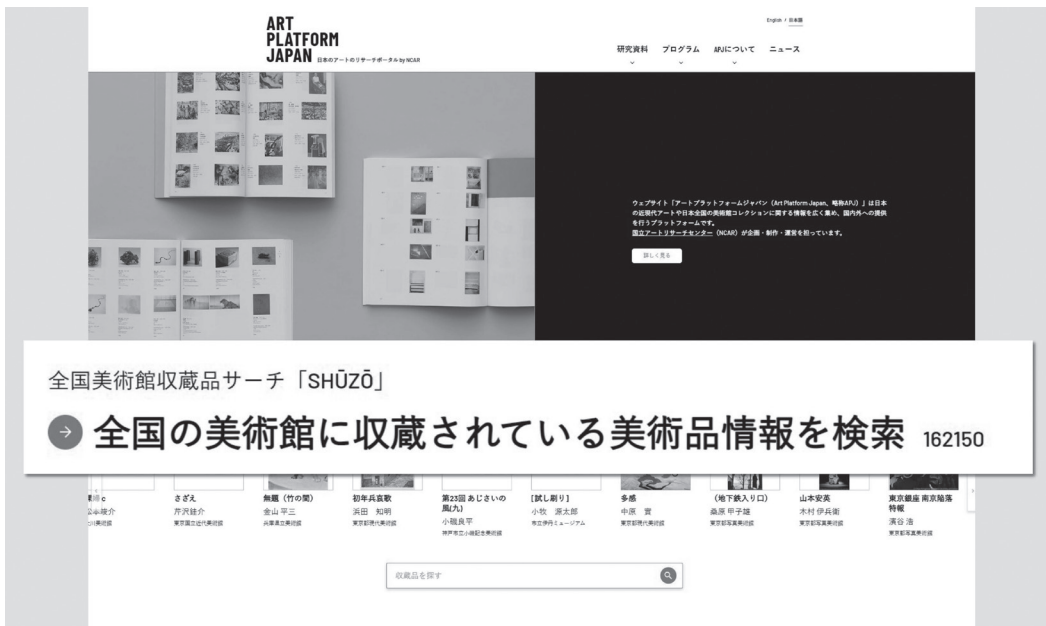 ART
PLATFORM
JAPAN 日本のアートのリサーチポータル by NCAR
English / 日本語
研究資料 プログラム APJについて ニュース
ウェブサイト「アートプラットフォームジャパン（Art Platform Japan、略称APJ）」は日本
の近現代アートや日本全国の美術館コレクションに関する情報を広く集め、国内外への提供
を行うプラットフォームです。
国立アートリサーチセンター（NCAR）が企画・制作・運営を担っています。
詳しく見る
全国美術館収蔵品サーチ「SHŪZŌ」
全国の美術館に収蔵されている美術品情報を検索 162150
c
さざえ
芹沢銈介
東京国立近代美術館
無題（竹の間）
金山 平三
兵庫県立美術館
初年兵哀歌
浜田 知明
東京都現代美術館
第23回 あじさいの
風(九)
小磯良平
神戸市立小磯記念美術館
[試し刷り]
小牧 源太郎
市立伊丹ミュージアム
多感
中原 實
東京都現代美術館
（地下鉄入り口）
桑原 甲子雄
東京都写真美術館
山本安英
木村 伊兵衛
東京都写真美術館
東京銀座 南京陥落
特報
濱谷 浩
東京都写真美術館
収蔵品を探す